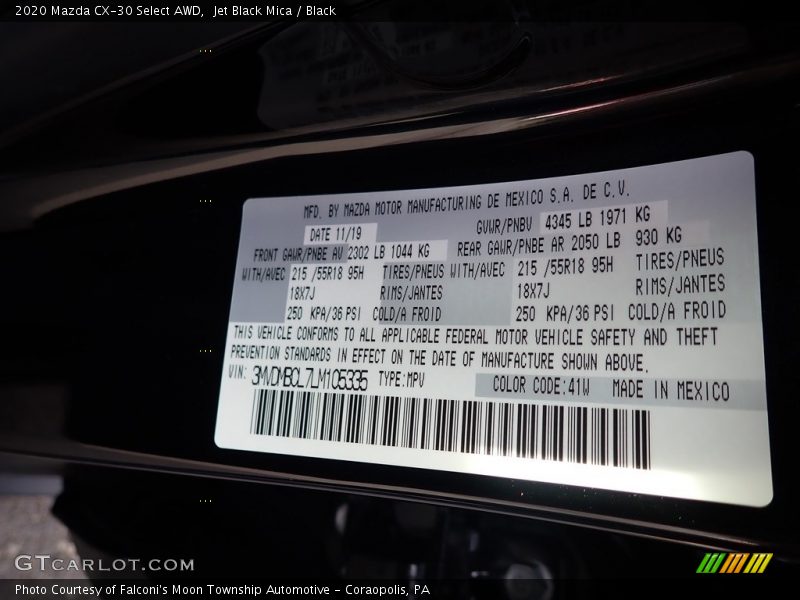 2020 Mazda CX-30 Select AWD,  Jet Black Mica / Black
MFD. BY MAZDA MOTOR MANUFACTURING DE MEXICO S.A. DE C.V.
DATE 11/19 GVWR/PNBV 4345 LB 1971 KG
FRONT GAWR/PNBE AV 2302 LB 1044 KG REAR GAWR/PNBE AR 2050 LB 930 KG
WITH/AVEC 215 /55R18 95H TIRES/PNEUS WITH/AVEC 215 /55R18 95H TIRES/PNEUS
18X7J RIMS/JANTES 18X7J RIMS/JANTES
250 KPA/36 PSI COLD/A FROID 250 KPA/36 PSI COLD/A FROID
THIS VEHICLE CONFORMS TO ALL APPLICABLE FEDERAL MOTOR VEHICLE SAFETY AND THEFT
PREVENTION STANDARDS IN EFFECT ON THE DATE OF MANUFACTURE SHOWN ABOVE.
VIN: 3MVDMBCL7LM105335 TYPE:MPV COLOR CODE:41W MADE IN MEXICO
GTCARLOT.COM
Photo Courtesy of Falconi's Moon Township Automotive - Coraopolis, PA